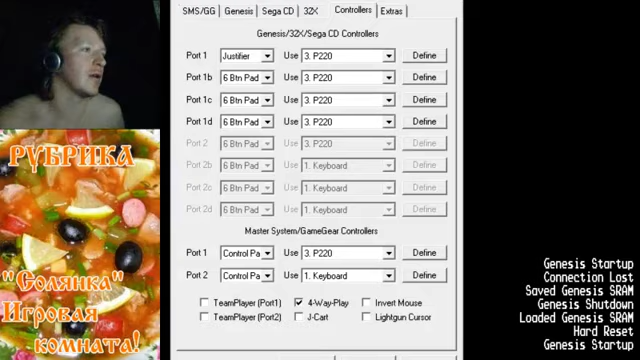 SMS/GG Genesis Sega CD 32X Controllers Extras
Genesis/32X/Sega CD Controllers
Port 1 Justifier Use 3. P220 Define
Port 1b 6 Btn Pad Use 3. P220 Define
Port 1c 6 Btn Pad Use 3. P220 Define
Port 1d 6 Btn Pad Use 3. P220 Define
Port 2 6 Btn Pad Use 3. P220 Define
Port 2b 6 Btn Pad Use 1. Keyboard Define
Port 2c 6 Btn Pad Use 1. Keyboard Define
Port 2d 6 Btn Pad Use 1. Keyboard Define
Master System/GameGear Controllers
Port 1 Control Pa Use 3. P220 Define
Port 2 Control Pa Use 1. Keyboard Define
TeamPlayer (Port1) 4-Way-Play Invert Mouse
TeamPlayer (Port2) J-Cart Lightgun Cursor
РУБРИКА
"Солянка"
Игровая
комната!
Genesis Startup
Connection Lost
Saved Genesis SRAM
Genesis Shutdown
Loaded Genesis SRAM
Hard Reset
Genesis Startup